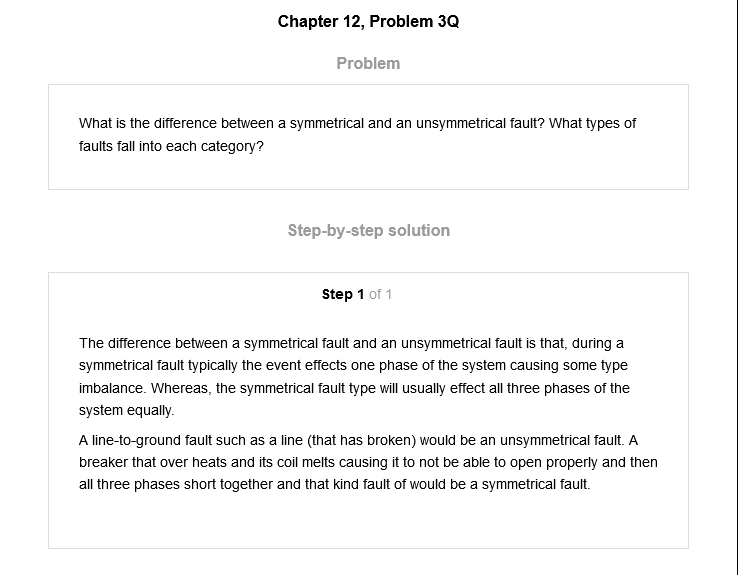 Chapter 12, Problem 3Q
Problem
What is the difference between a symmetrical and an unsymmetrical fault? What types of
faults fall into each category?
Step-by-step solution
Step 1 of 1
The difference between a symmetrical fault and an unsymmetrical fault is that, during a
symmetrical fault typically the event effects one phase of the system causing some type
imbalance. Whereas, the symmetrical fault type will usually effect all three phases of the
system equally.
A line-to-ground fault such as a line (that has broken) would be an unsymmetrical fault. A
breaker that over heats and its coil melts causing it to not be able to open properly and then
all three phases short together and that kind fault of would be a symmetrical fault.